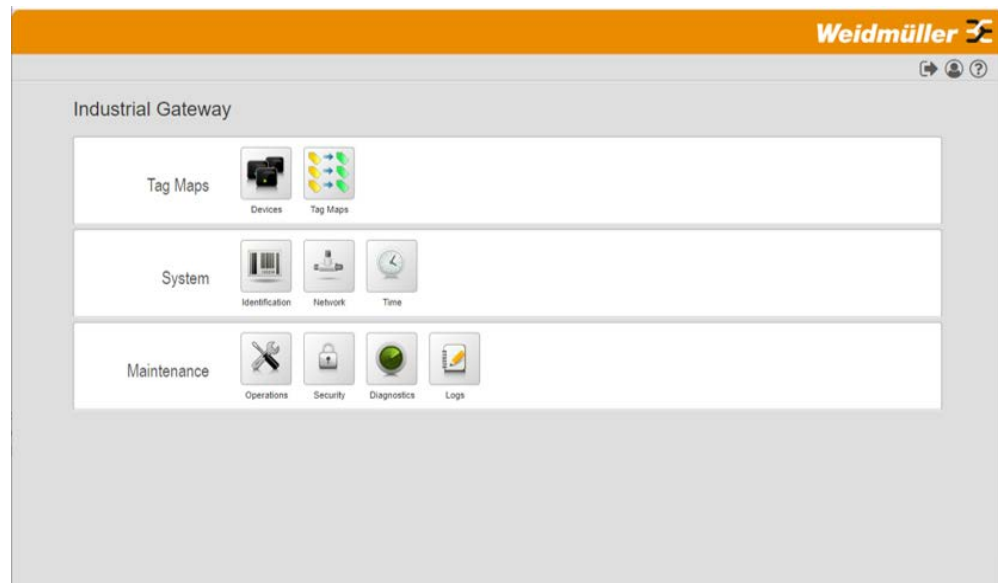 Weidmüller
Industrial Gateway
Tag Maps
Devices
Tag Maps
System
Identification
Network
Time
Maintenance
Operations
Security
Diagnostics
Logs